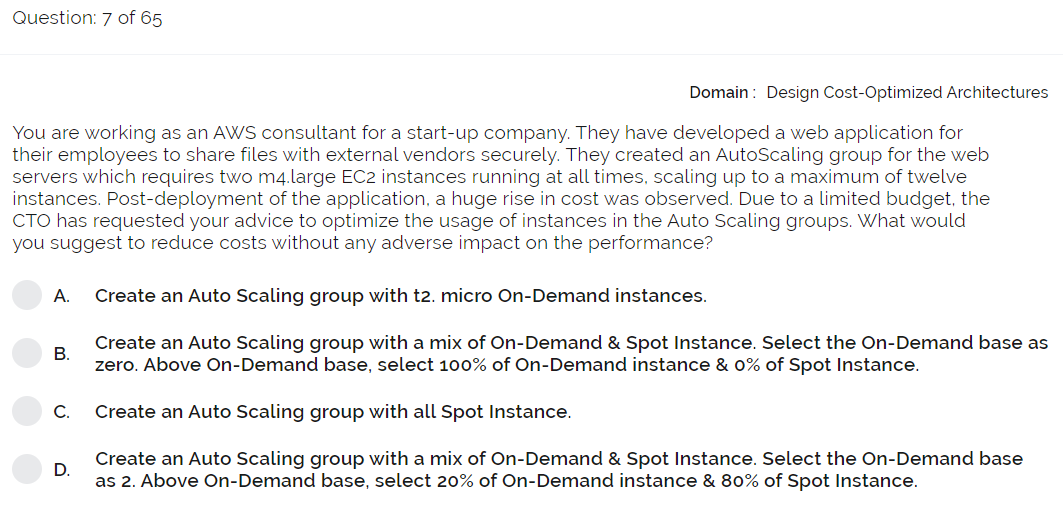 Question: 7 of 65
Domain : Design Cost-Optimized Architectures
You are working as an AWS consultant for a start-up company. They have developed a web application for
their employees to share files with external vendors securely. They created an AutoScaling group for the web
servers which requires two m4.large EC2 instances running at all times, scaling up to a maximum of twelve
instances. Post-deployment of the application, a huge rise in cost was observed. Due to a limited budget, the
CTO has requested your advice to optimize the usage of instances in the Auto Scaling groups. What would
you suggest to reduce costs without any adverse impact on the performance?
A. Create an Auto Scaling group with t2. micro On-Demand instances.
B. Create an Auto Scaling group with a mix of On-Demand & Spot Instance. Select the On-Demand base as
zero. Above On-Demand base, select 100% of On-Demand instance & 0% of Spot Instance.
C. Create an Auto Scaling group with all Spot Instance.
D. Create an Auto Scaling group with a mix of On-Demand & Spot Instance. Select the On-Demand base
as 2. Above On-Demand base, select 20% of On-Demand instance & 80% of Spot Instance.